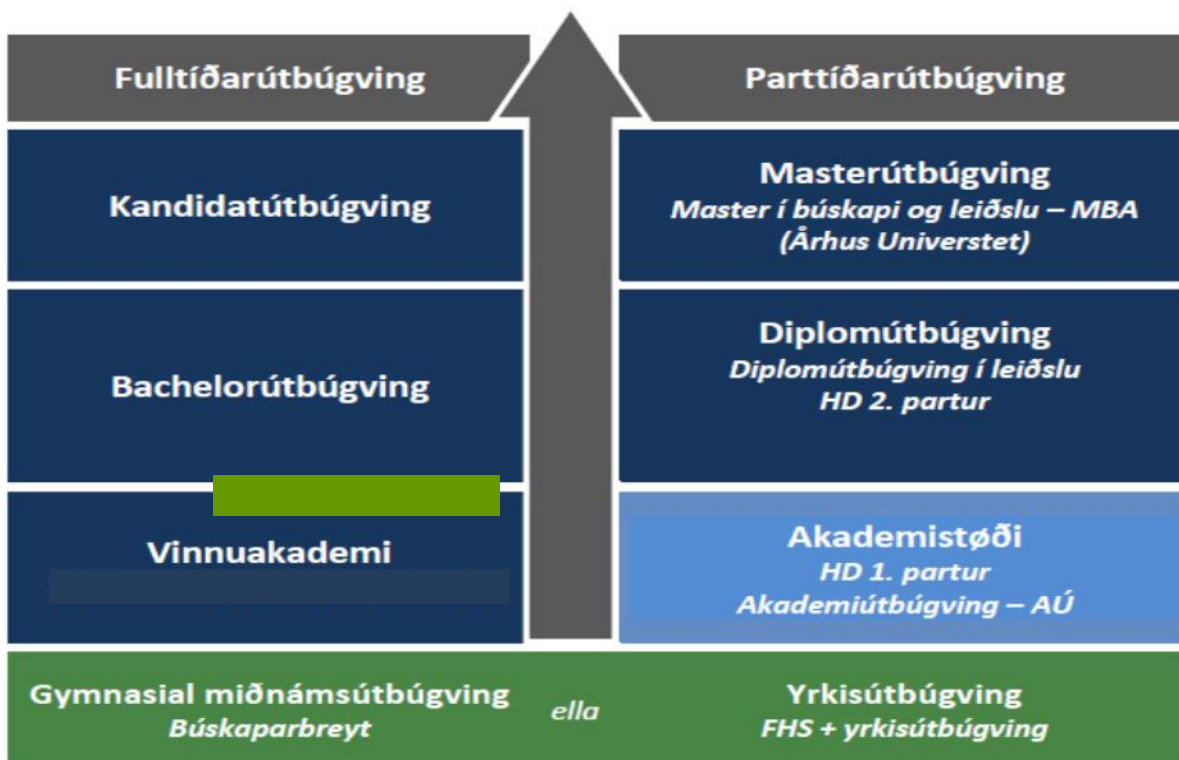 Fulltíðarútbúgving
Parttíðarútbúgving
Kandidatútbúgving
Masterútbúgving
Master í búskapi og leiðslu – MBA
(Århus Universtet)
Bachelorútbúgving
Diplomútbúgving
Diplomútbúgving í leiðslu
HD 2. partur
Vinnuakademi
Akademistøði
HD 1. partur
Akademiútbúgving – AÚ
Gymnasial miðnámsútbúgving
Búskaparbreyt
ella
Yrkisútbúgving
FHS + yrkisútbúgving